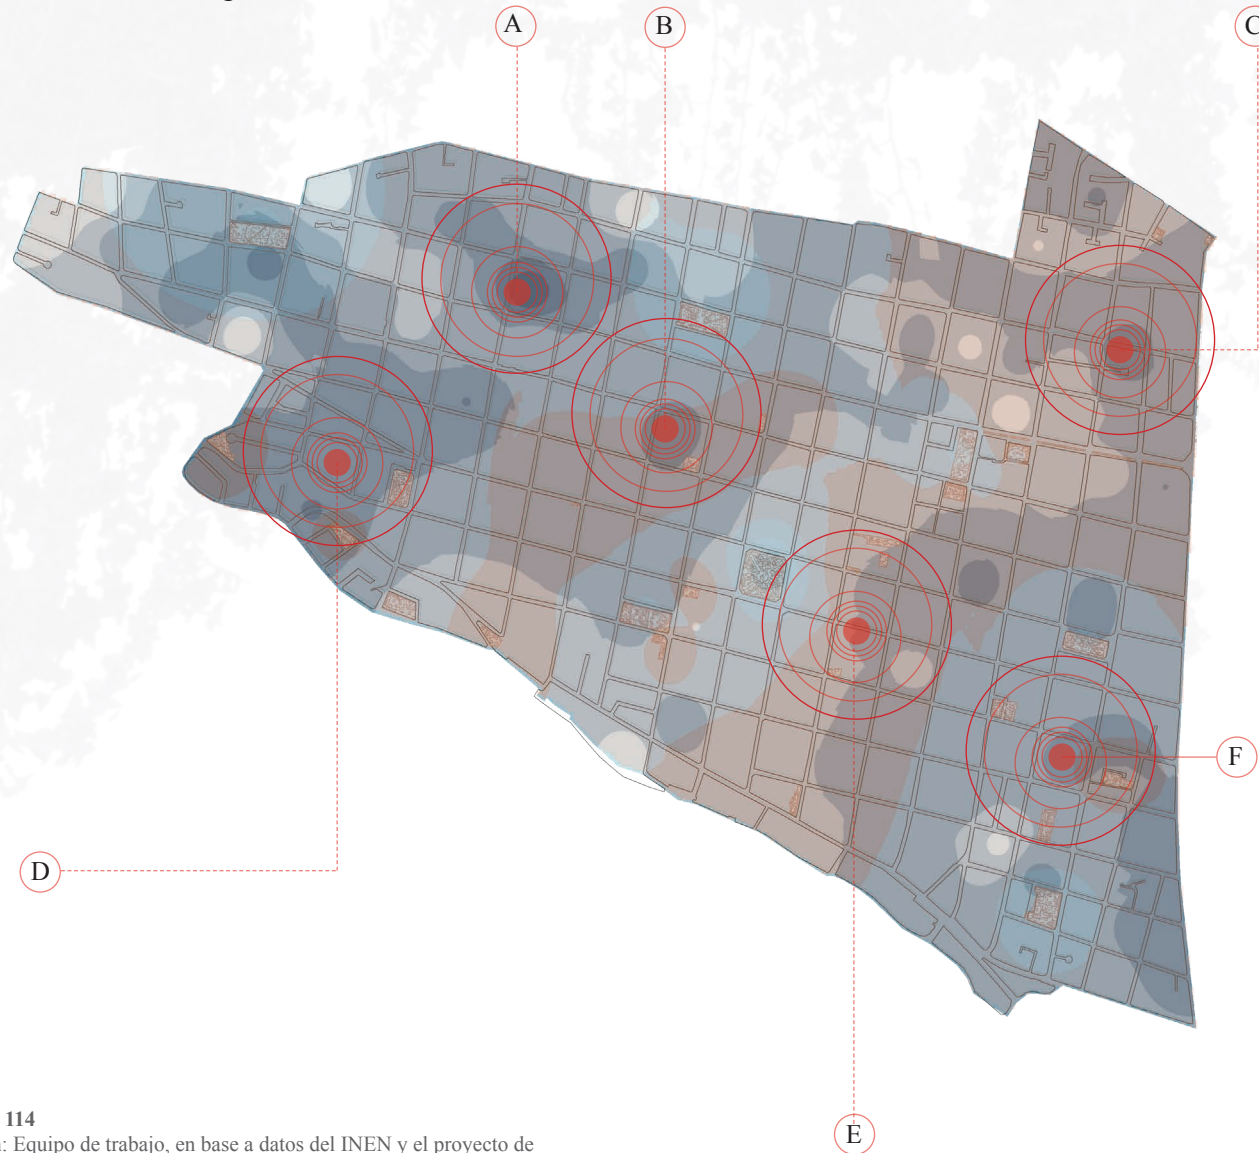 A
B
C
D
F
E
114
: Equipo de trabajo, en base a datos del INEN y el proyecto de